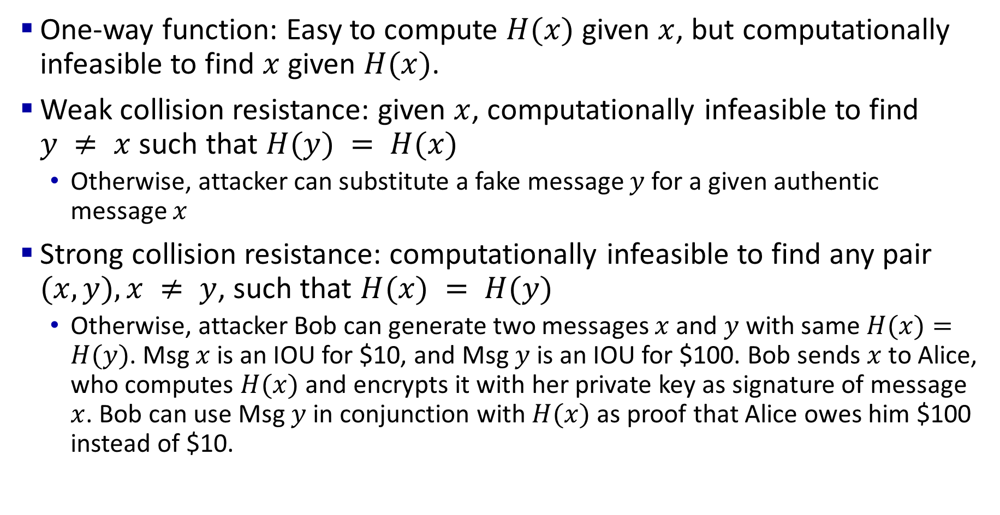 ▪ One-way function: Easy to compute H(x) given x, but computationally
infeasible to find x given H(x).
▪ Weak collision resistance: given x, computationally infeasible to find
y ≠ x such that H(y) = H(x)
• Otherwise, attacker can substitute a fake message y for a given authentic
message x
▪ Strong collision resistance: computationally infeasible to find any pair
(x, y), x ≠ y, such that H(x) = H(y)
• Otherwise, attacker Bob can generate two messages x and y with same H(x) =
H(y). Msg x is an IOU for $10, and Msg y is an IOU for $100. Bob sends x to Alice,
who computes H(x) and encrypts it with her private key as signature of message
x. Bob can use Msg y in conjunction with H(x) as proof that Alice owes him $100
instead of $10.